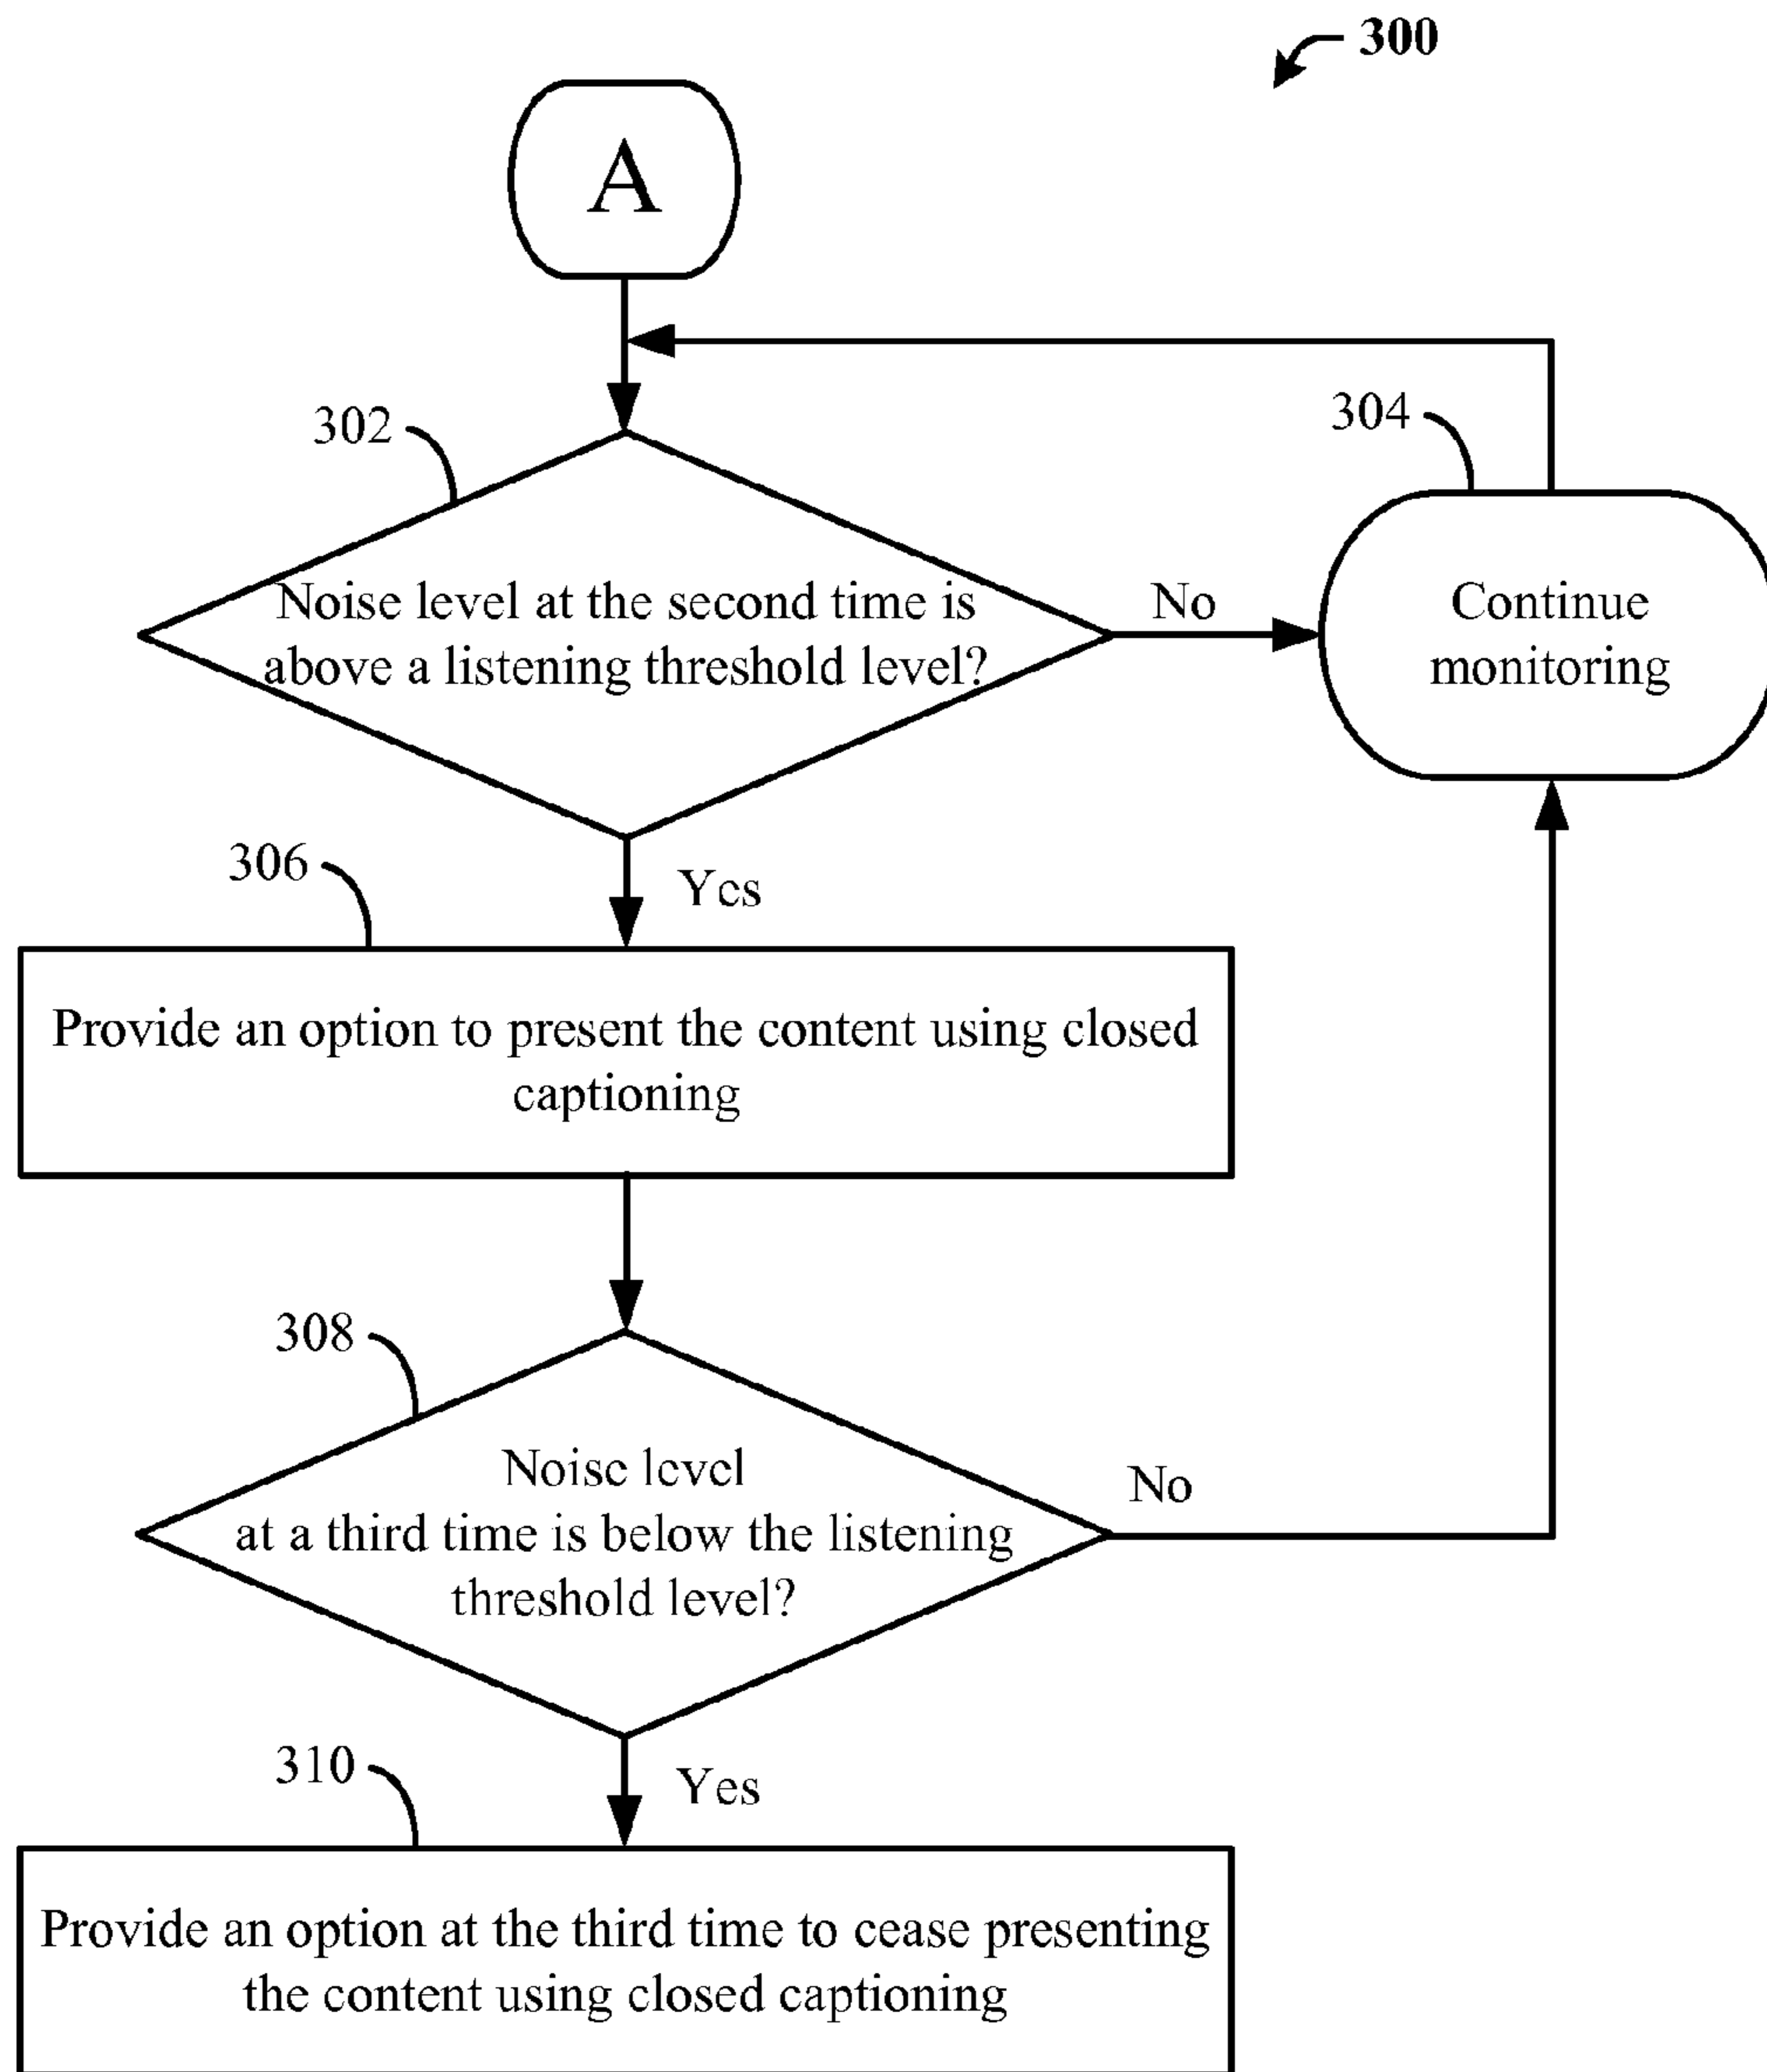 300
A
302
304
Noise level at the second time is
above a listening threshold level?
No
Continue
monitoring
306
Yes
Provide an option to present the content using closed
captioning
308
Noise level
at a third time is below the listening
threshold level?
No
310
Yes
Provide an option at the third time to cease presenting
the content using closed captioning